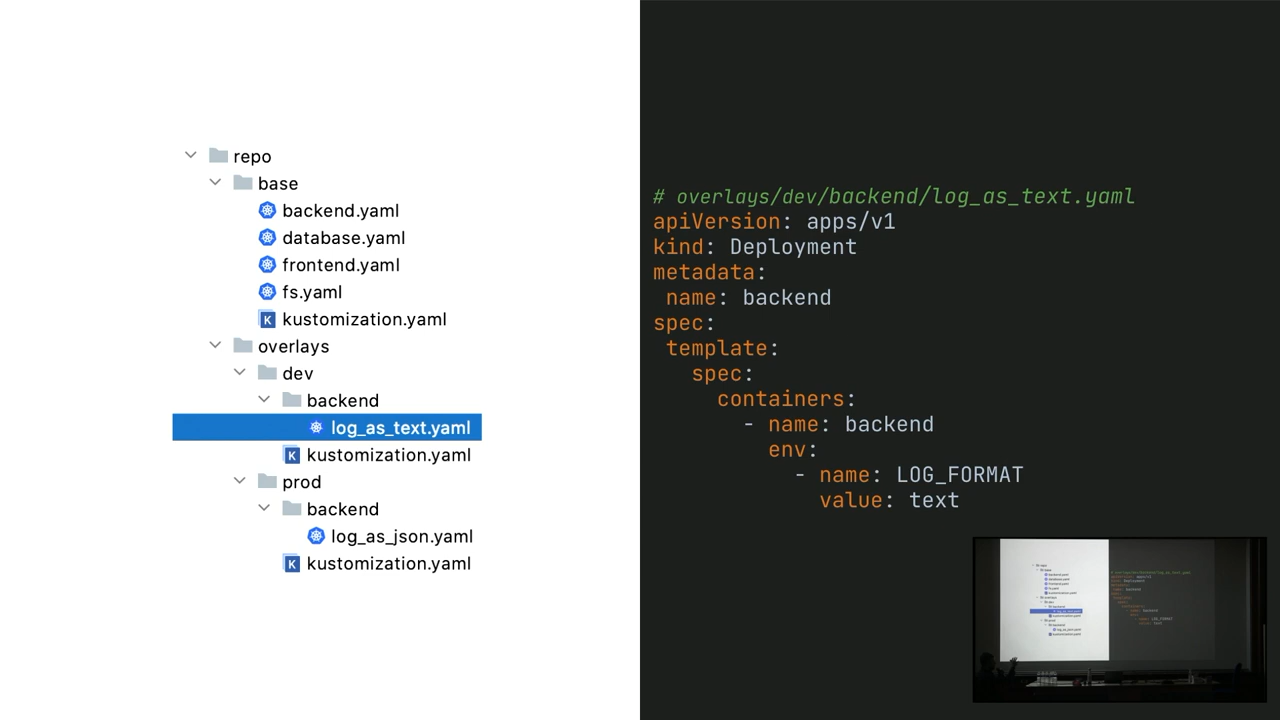 repo
base
backend.yaml
database.yaml
frontend.yaml
fs.yaml
kustomization.yaml
overlays
dev
backend
log_as_text.yaml
kustomization.yaml
prod
backend
log_as_json.yaml
kustomization.yaml
# overlays/dev/backend/log_as_text.yaml
apiVersion: apps/v1
kind: Deployment
metadata:
name: backend
spec:
template:
spec:
containers:
- name: backend
env:
- name: LOG_FORMAT
value: text